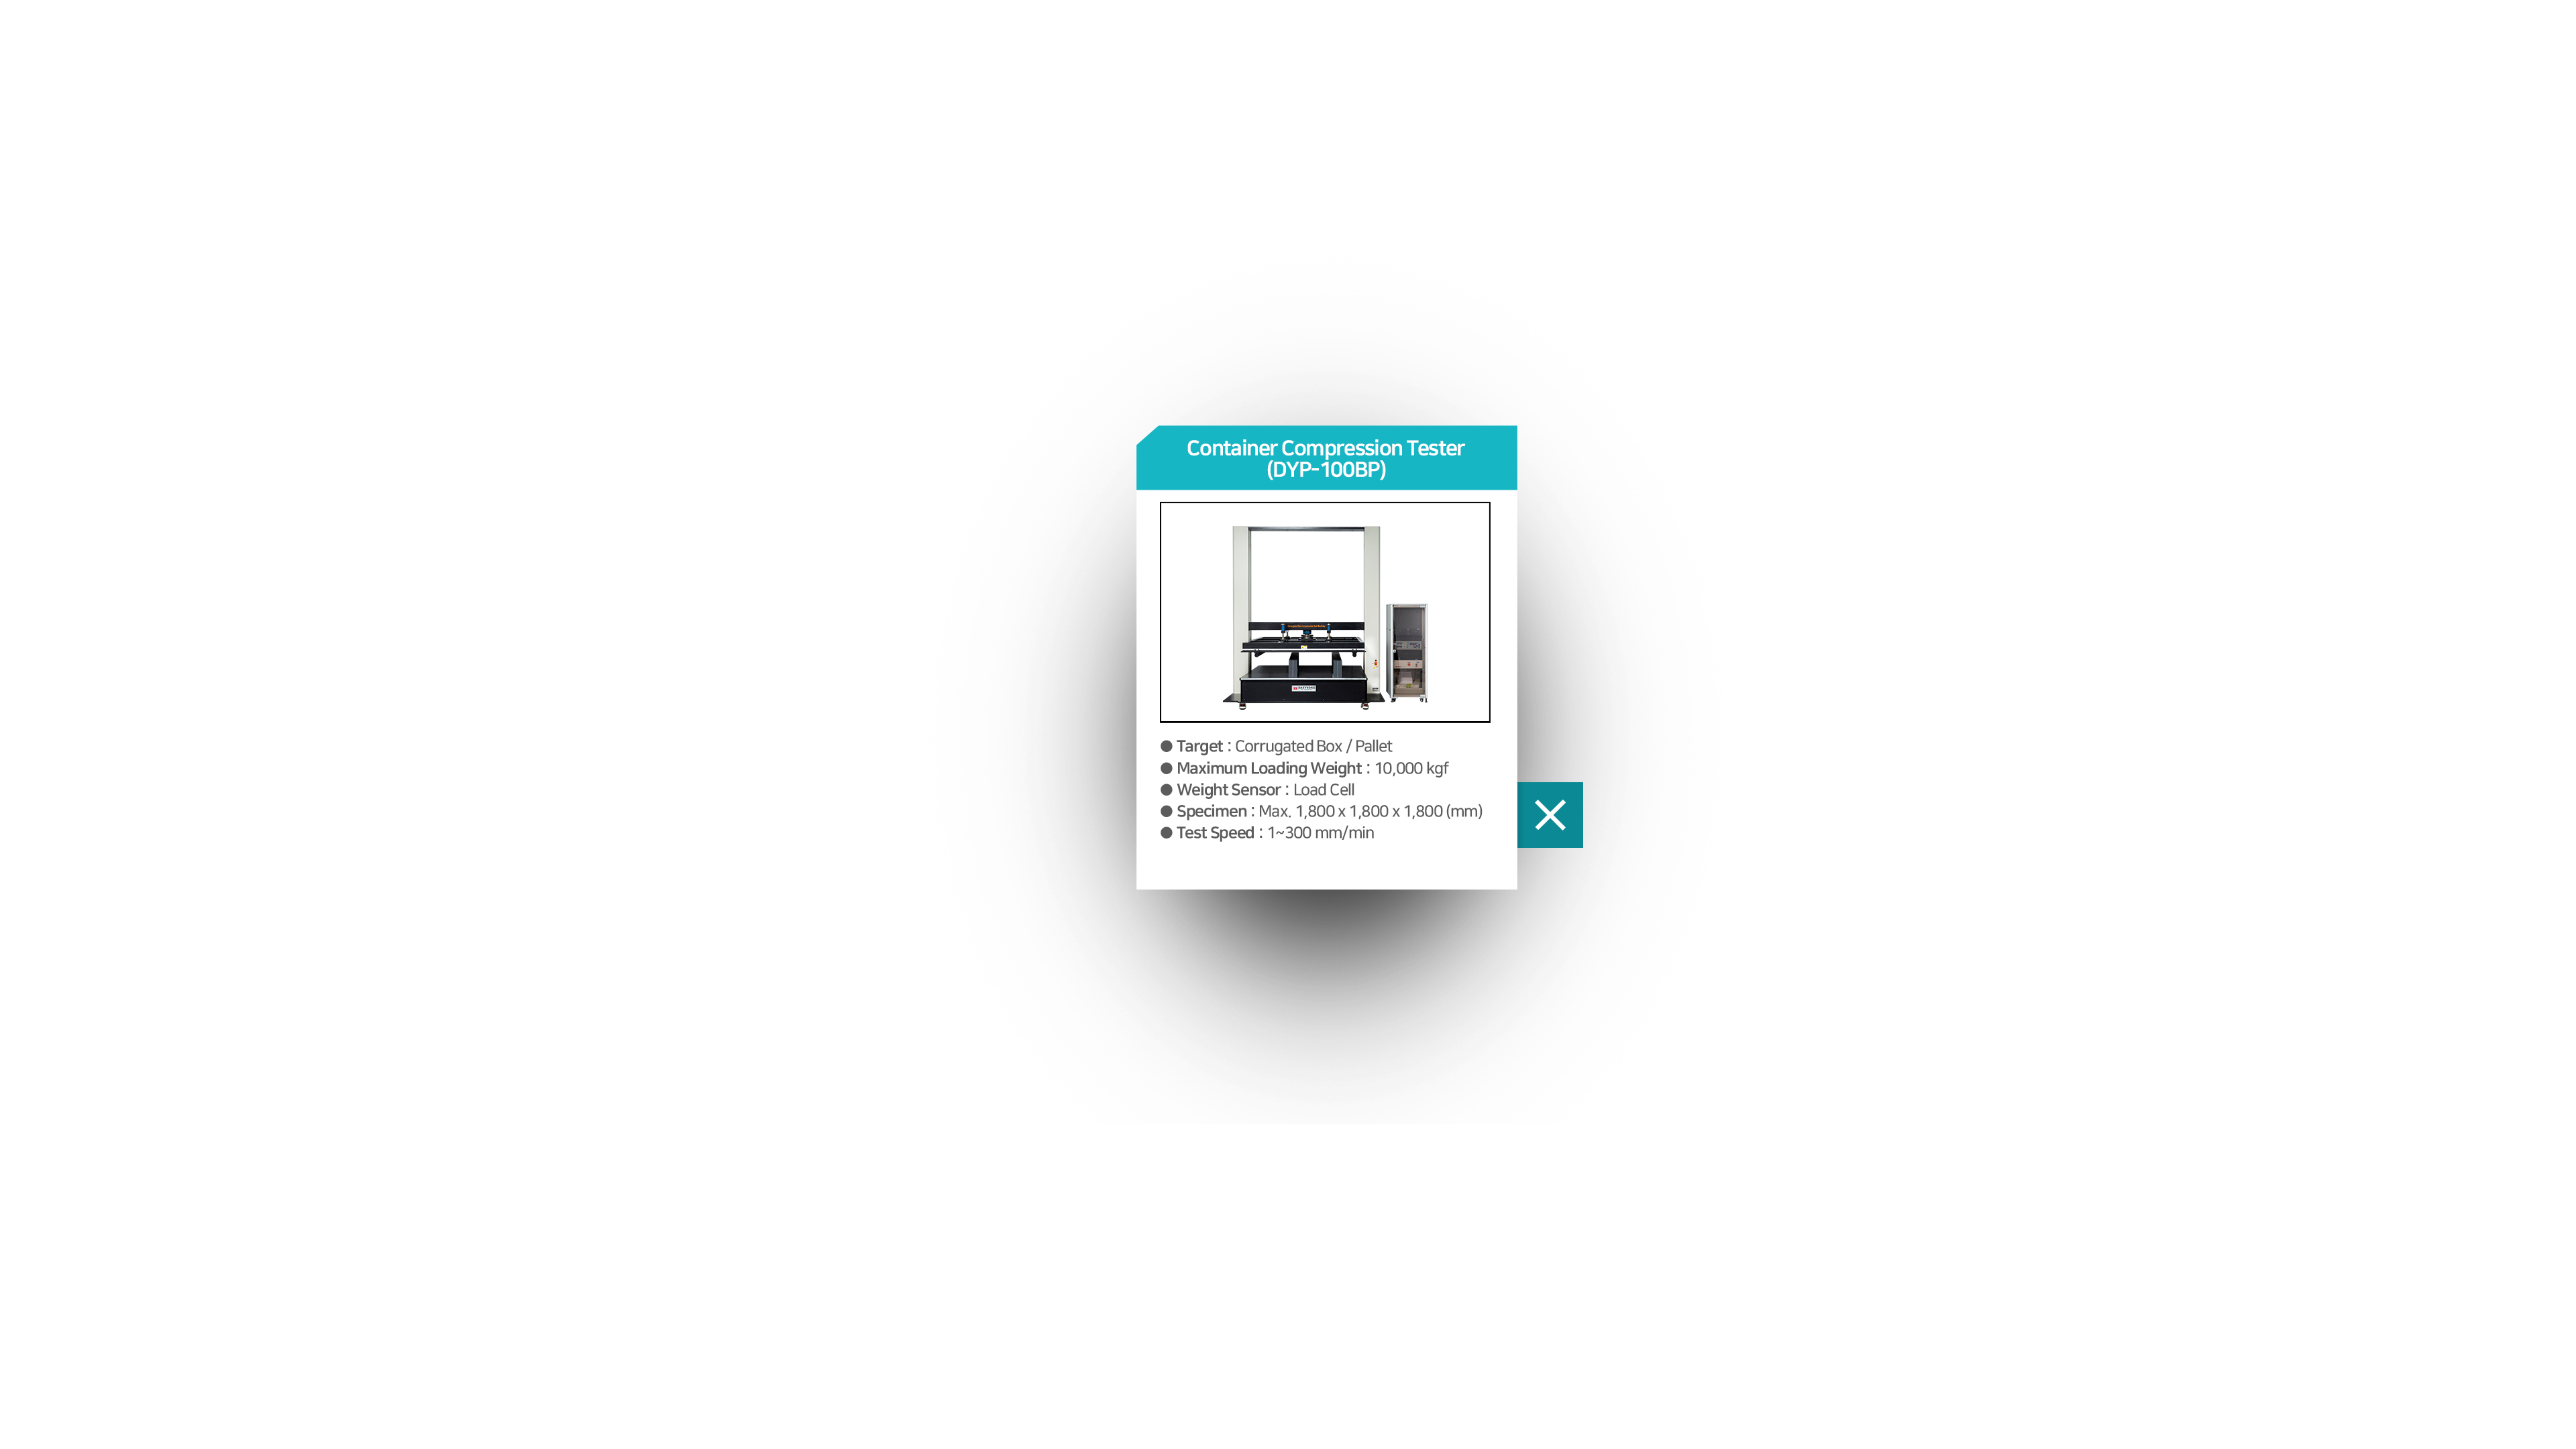 Container Compression Tester
(DYP-100BP)
● Target : Corrugated Box / Pallet
● Maximum Loading Weight : 10,000 kgf
● Weight Sensor : Load Cell
● Specimen : Max. 1,800 x 1,800 x 1,800 (mm)
● Test Speed : 1~300 mm/min